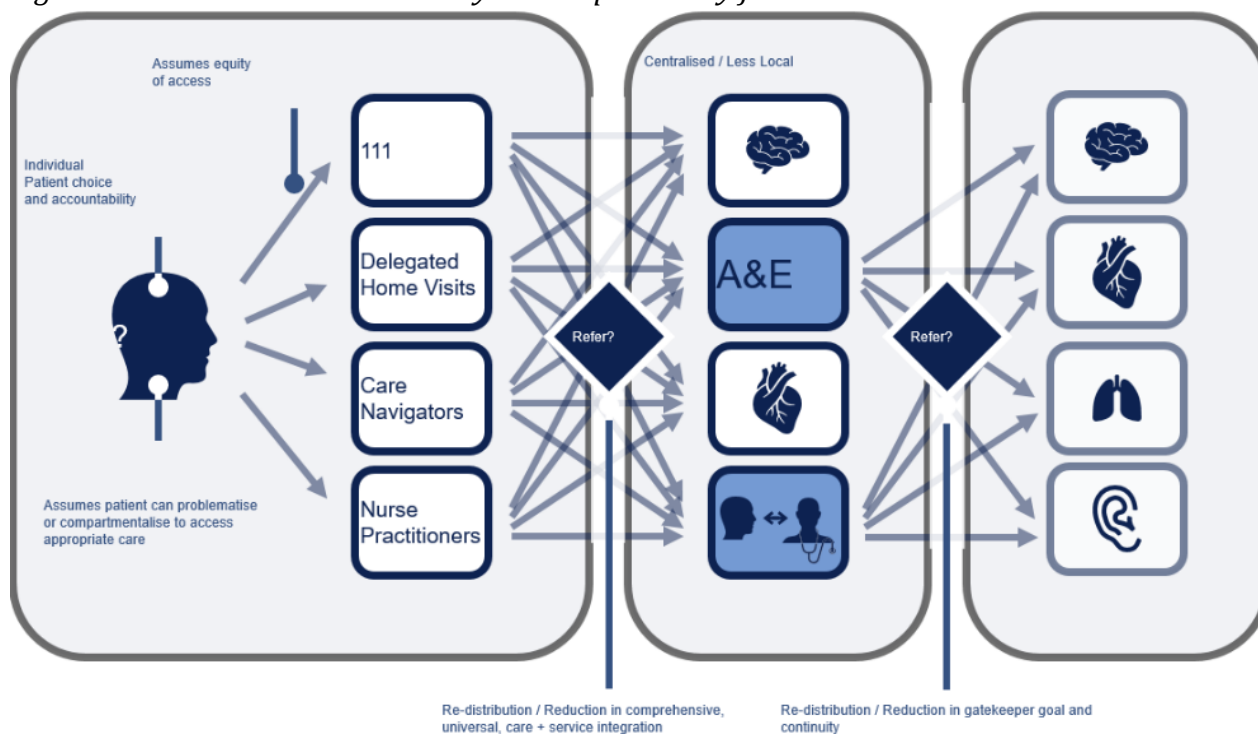 Assumes equity
of access
Centralised / Less Local
Individual
Patient choice
and accountability
111
Delegated
Home Visits
A&E
?
Refer?
Refer?
Care
Navigators
Assumes patient can problematise
or compartmentalise to access
appropriate care
Nurse
Practitioners
Re-distribution / Reduction in comprehensive,
universal, care + service integration
Re-distribution / Reduction in gatekeeper goal and
continuity